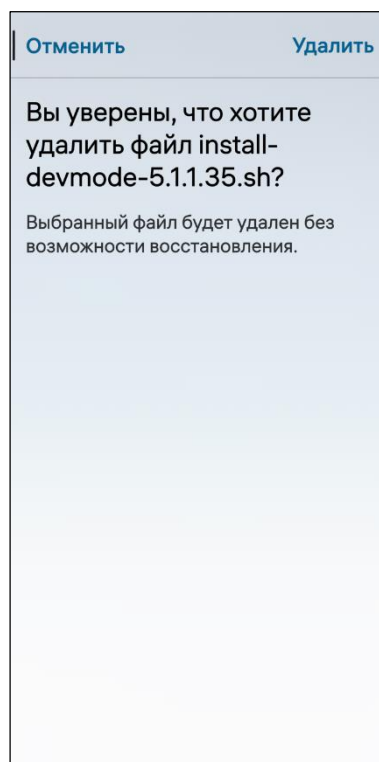 Отменить Удалить
Вы уверены, что хотите
удалить файл install-
devmode-5.1.1.35.sh?
Выбранный файл будет удален без
возможности восстановления.